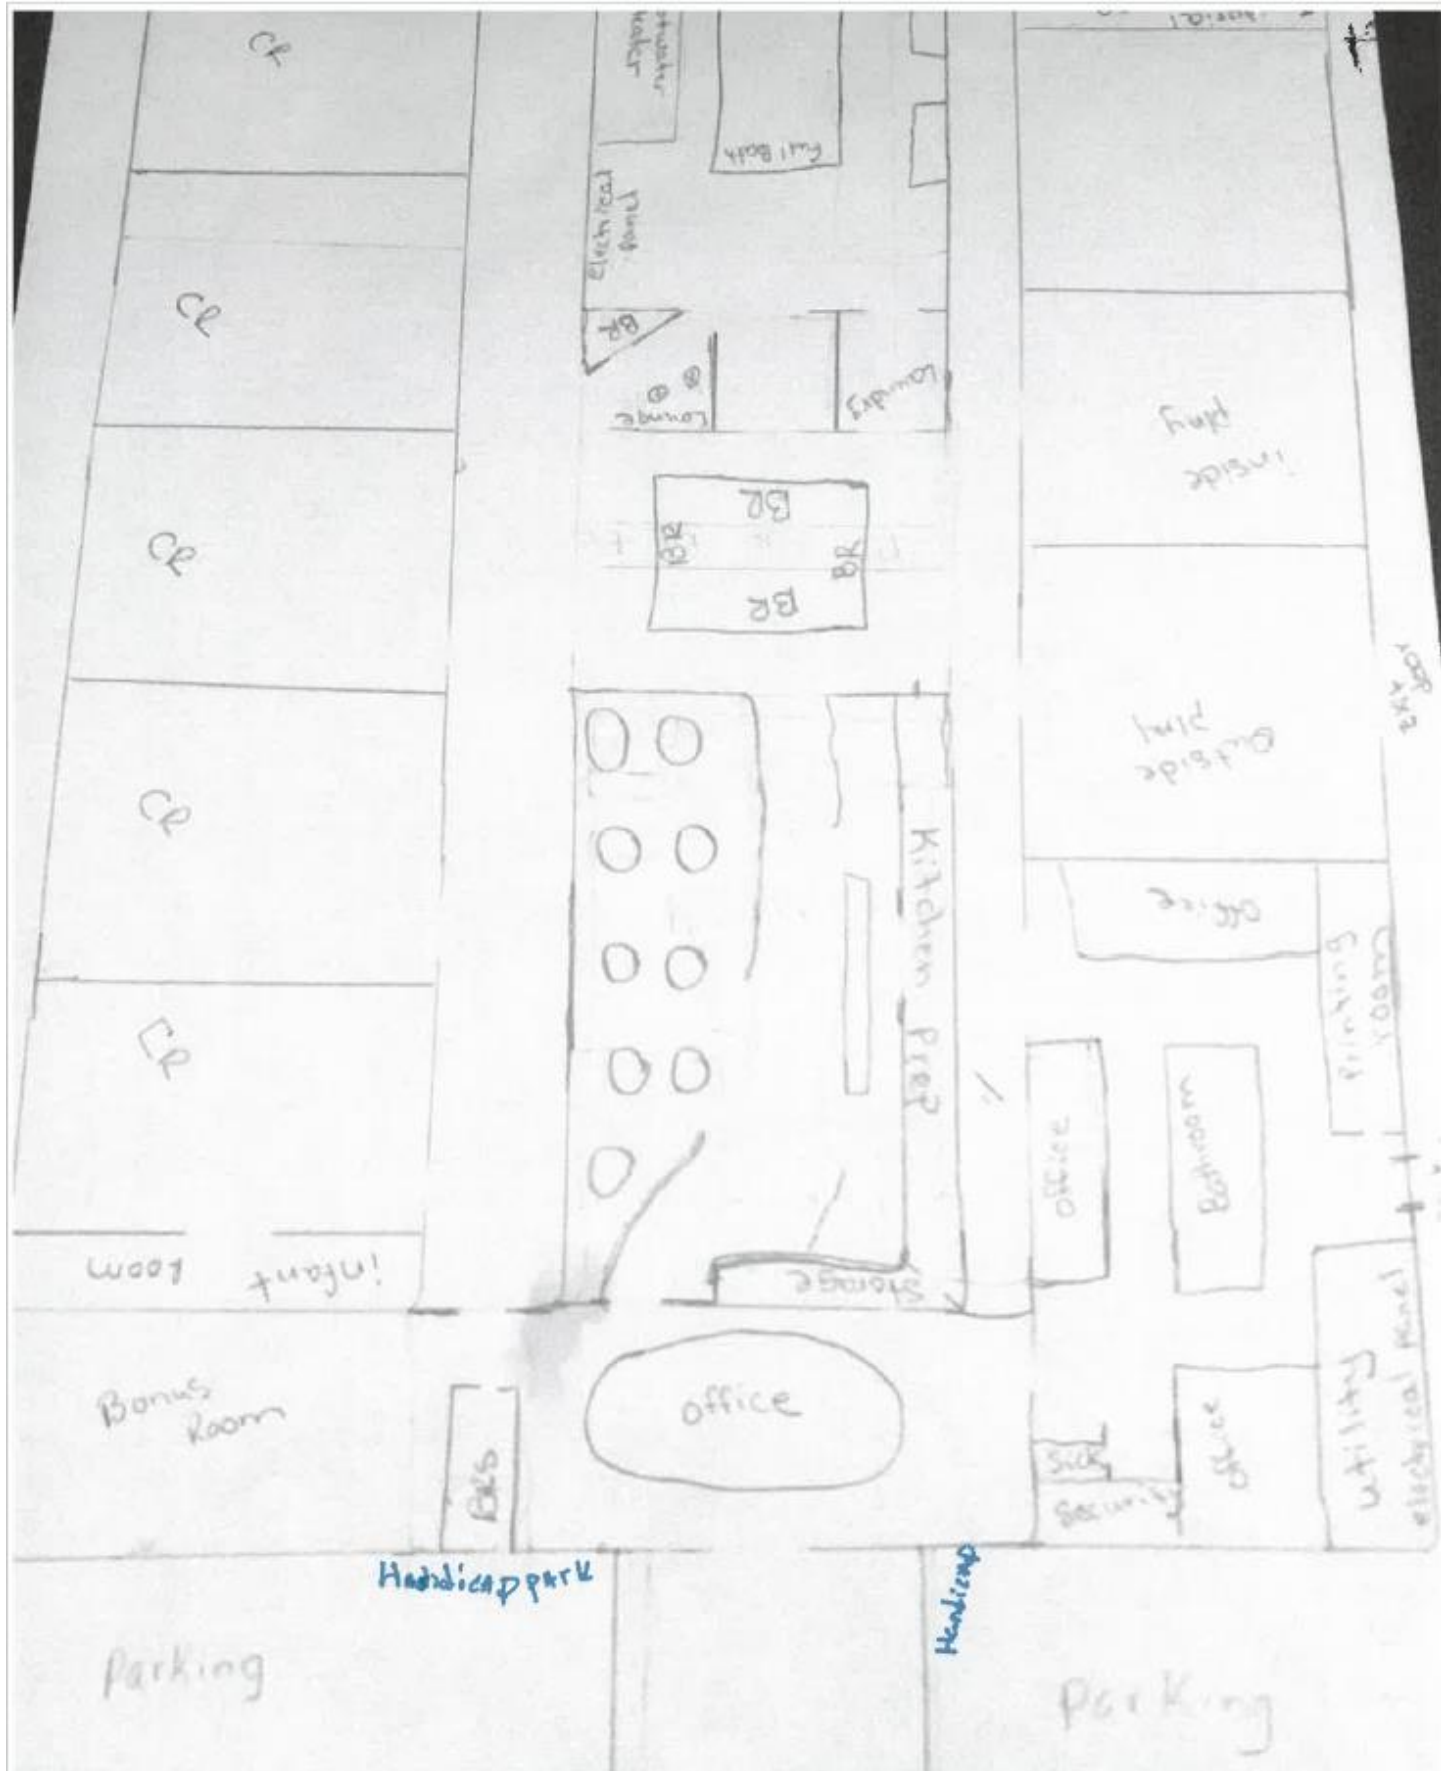 CR
Full Bath
electrical
panel
CR
BR
Lounge
Laundry
inside
play
CR
BR
BR
BR
BR
Exit
door
outside
play
CR
Kitchen Prep
office
printing
room
CR
office
Bathroom
infant
room
storage
Bonus
Room
office
BRS
Sick
Security
office
utility
electrical panel
Handicap park
Handicap
Parking
Parking